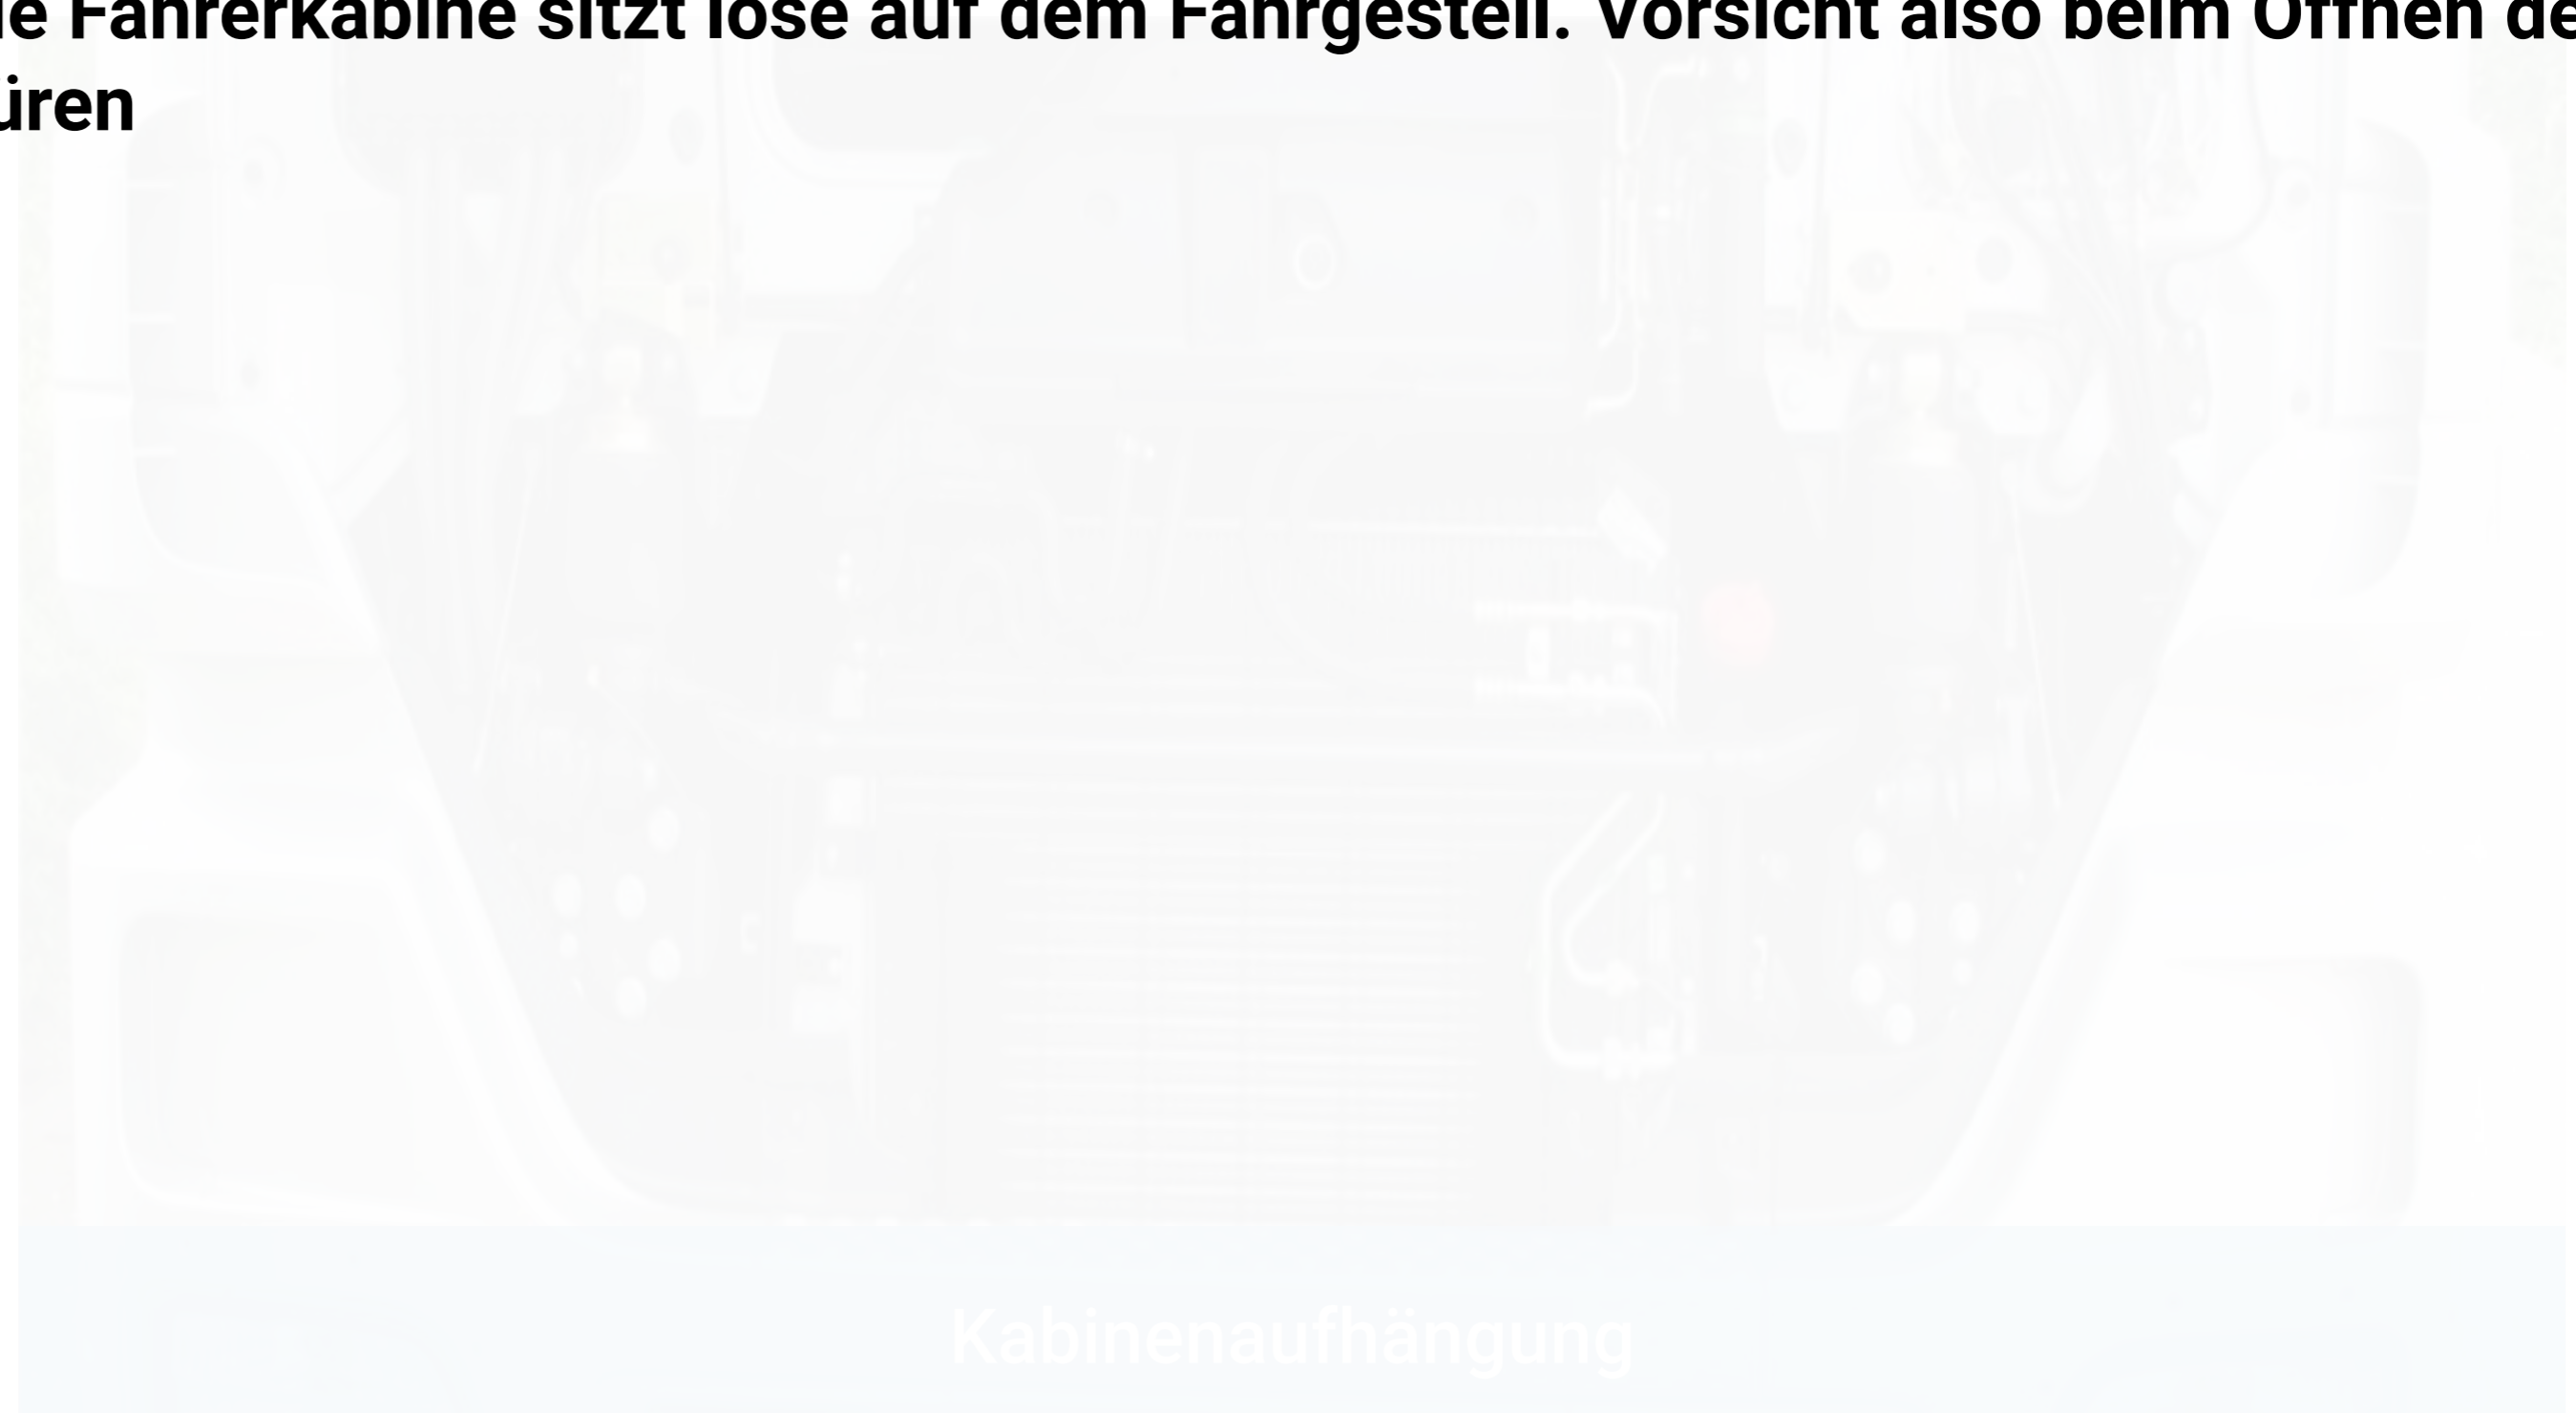 ie Fahrerkabine sitzt lose auf dem Fahrgestell. Vorsicht also beim Öffnen de
üren
Kabinenaufhängung